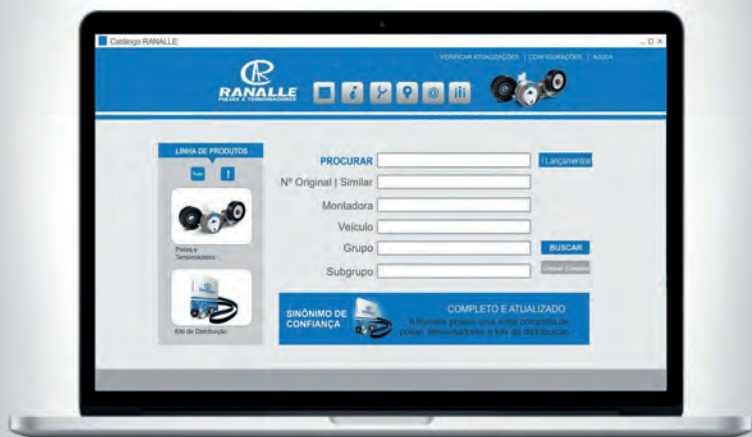 Catálogo RANALLE
VERIFICAR ATUALIZAÇÕES | CONFIGURAÇÕES | AJUDA
RANALLE
POLIAS E TENSIONADORES
LINHA DE PRODUTOS
Tudo
!
PROCURAR
! Lançamentos
Nº Original | Similar
Montadora
Veículo
Grupo
BUSCAR
Subgrupo
Limpar Campos
Polias e
Tensionadores
Kits de Distribuição
SINÔNIMO DE
CONFIANÇA
COMPLETO E ATUALIZADO
A Ranalle possui uma linha completa de
polias, tensionadores e kits de distribuição